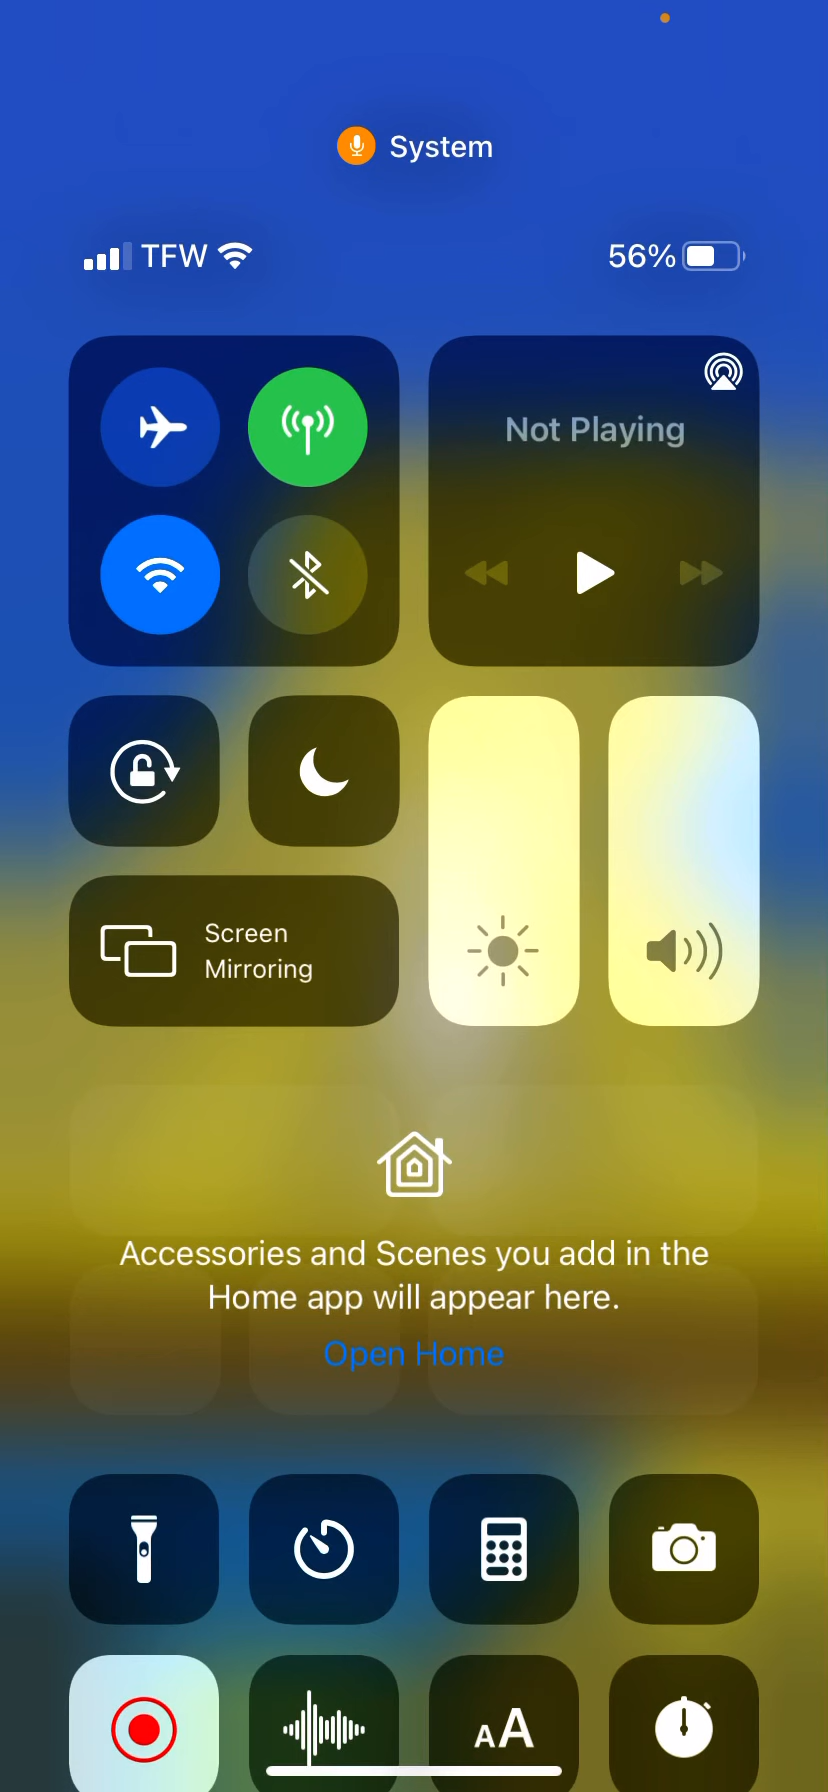 System
TFW
56%
Not Playing
Screen
Mirroring
Accessories and Scenes you add in the
Home app will appear here.
Open Home
AA